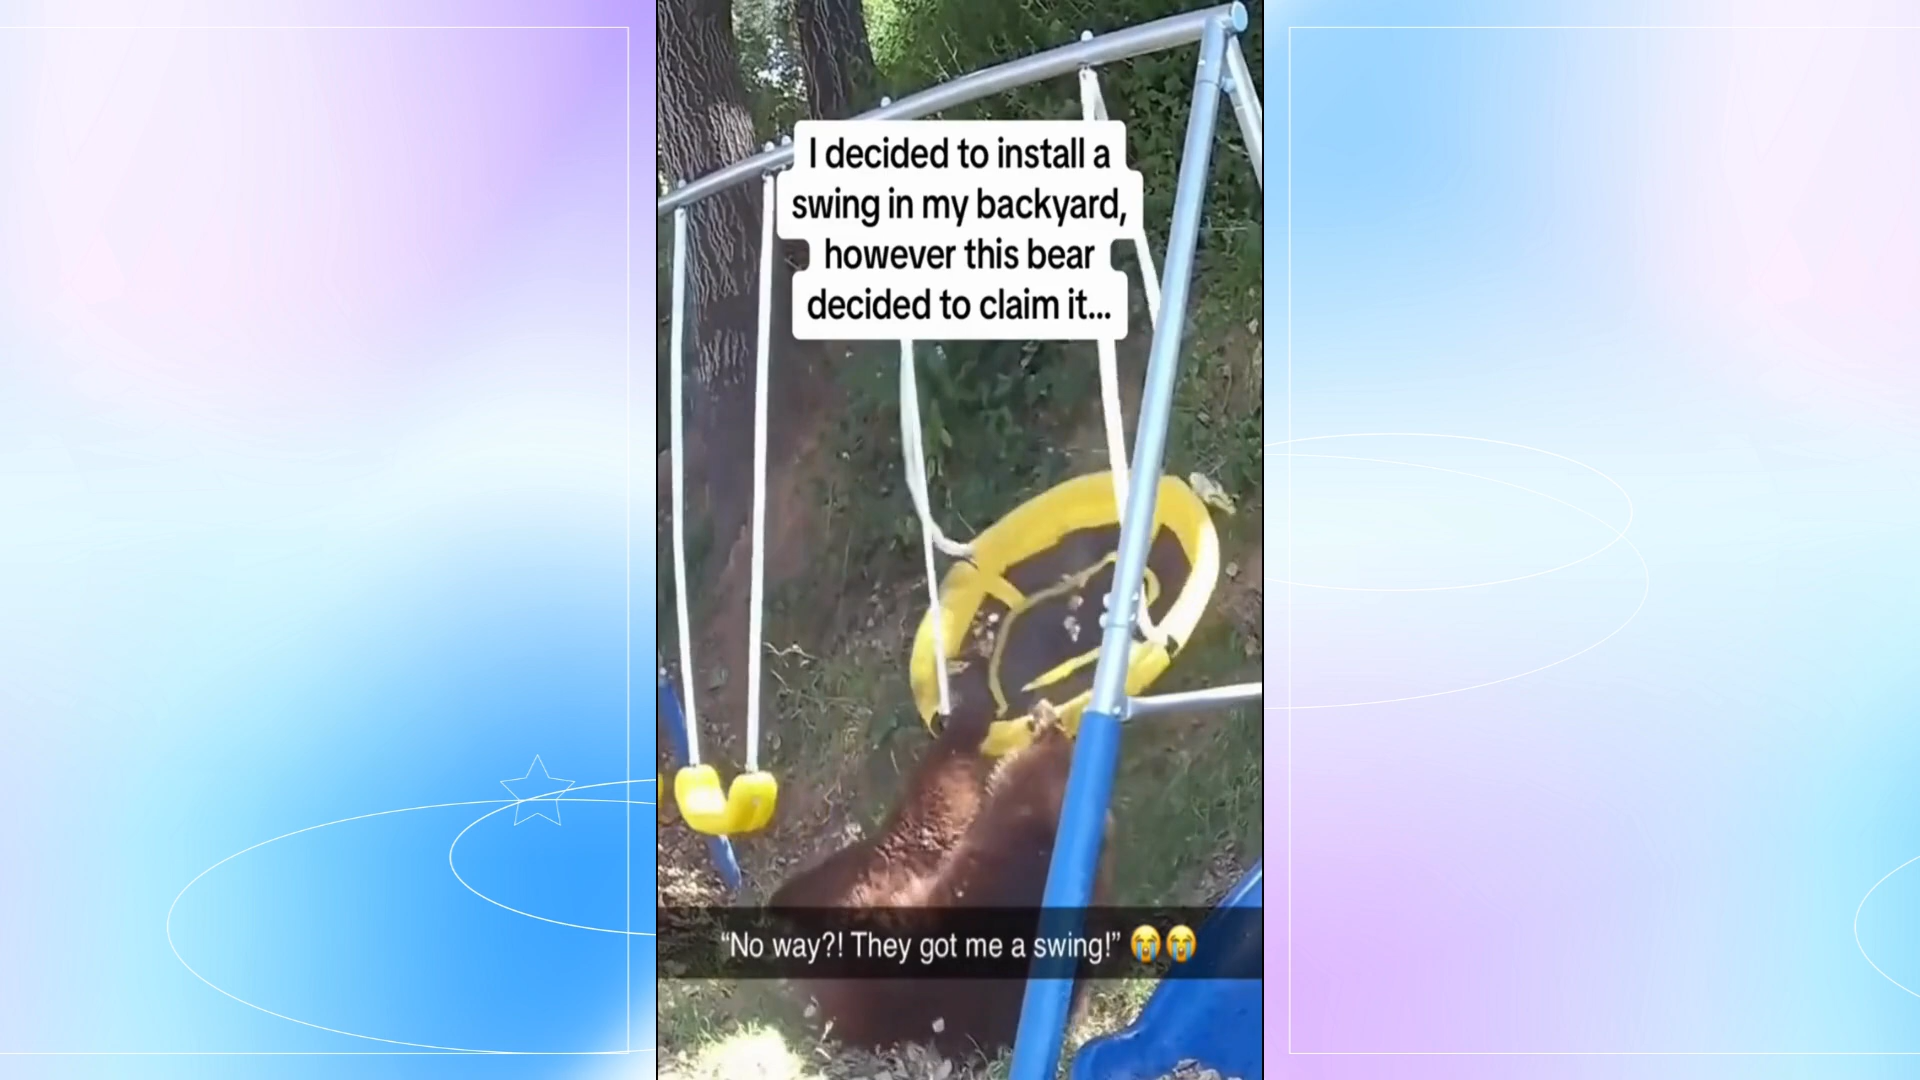 I decided to install a
swing in my backyard,
however this bear
decided to claim it...
“No way?! They got me a swing!” 😭😭